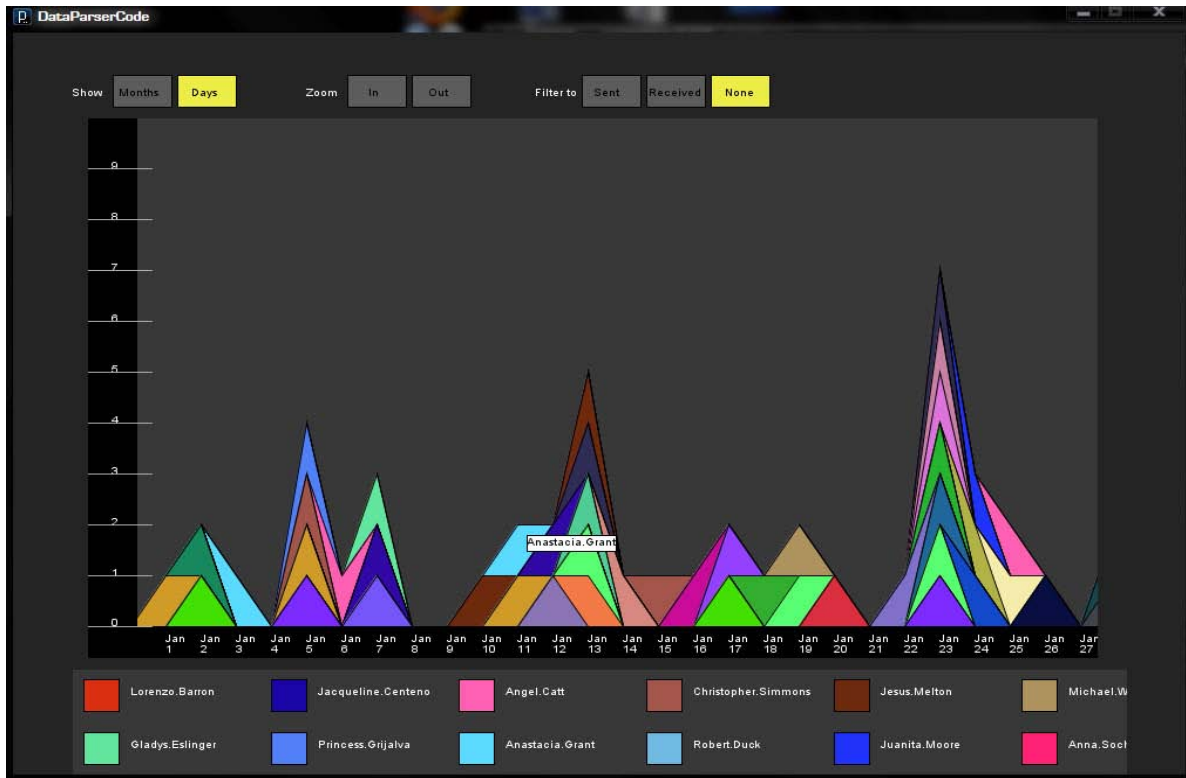 DataParserCode
Show Months Days Zoom In Out Filter to Sent Received None
9
8
7
6
5
4
3
2
Anastacia.Grant
1
0
Jan Jan Jan Jan Jan Jan Jan Jan Jan Jan Jan Jan Jan Jan Jan Jan Jan Jan Jan Jan Jan Jan Jan Jan Jan Jan Jan
1 2 3 4 5 6 7 8 9 10 11 12 13 14 15 16 17 18 19 20 21 22 23 24 25 26 27
Lorenzo.Barron Jacqueline.Centeno Angel.Catt Christopher.Simmons Jesus.Melton Michael.W
Gladys.Eslinger Princess.Grijalva Anastacia.Grant Robert.Duck Juanita.Moore Anna.Soch